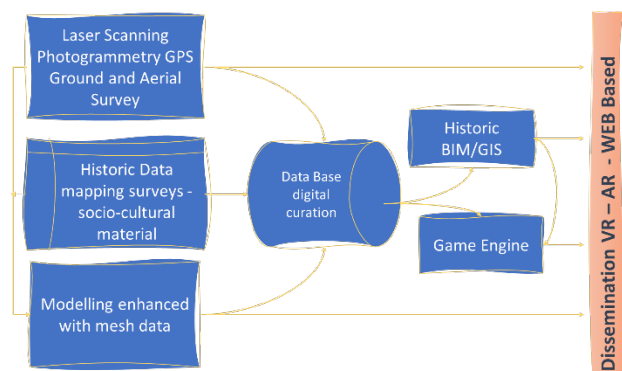 Laser Scanning
Photogrammetry GPS
Ground and Aerial
Survey
Historic Data
mapping surveys -
socio-cultural
material
Modelling enhanced
with mesh data
Data Base
digital
curation
Historic
BIM/GIS
Game Engine
Dissemination VR – AR - WEB Based